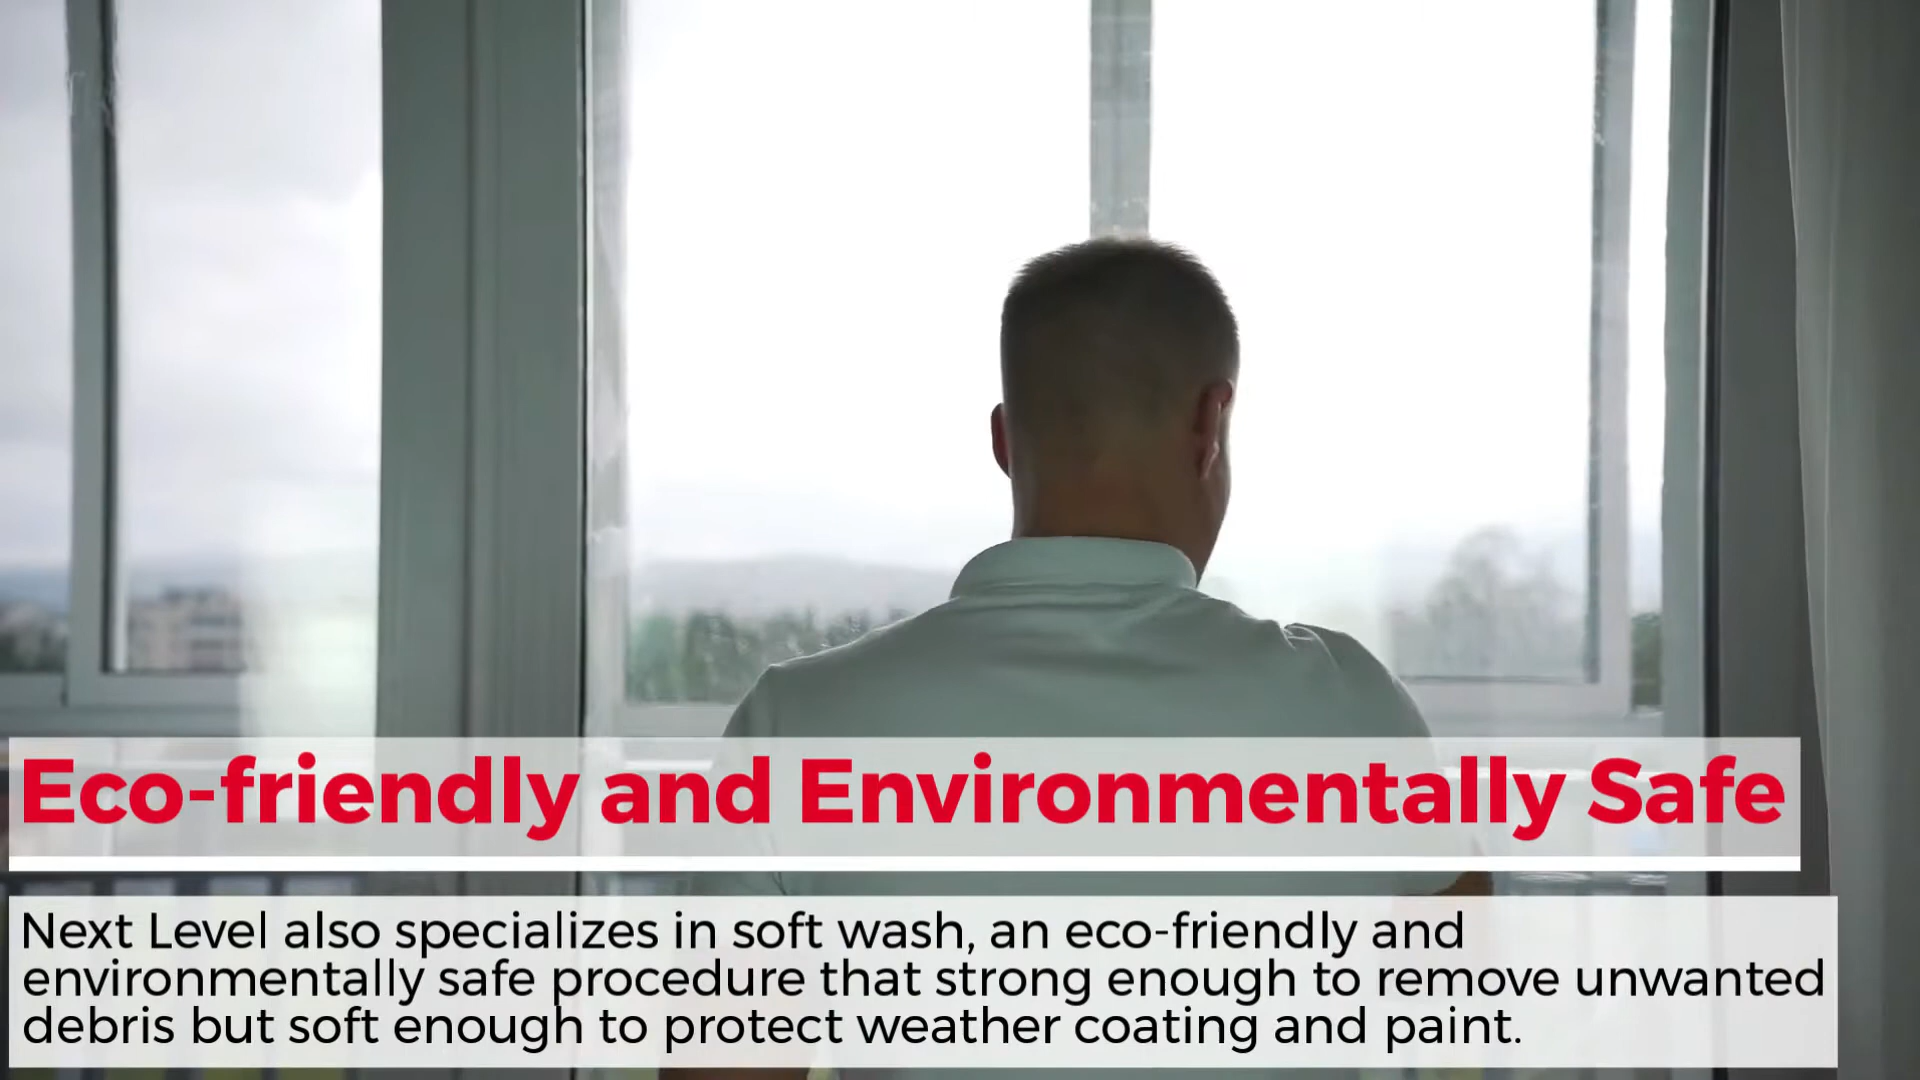 Eco-friendly and Environmentally Safe
Next Level also specializes in soft wash, an eco-friendly and
environmentally safe procedure that strong enough to remove unwanted
debris but soft enough to protect weather coating and paint.